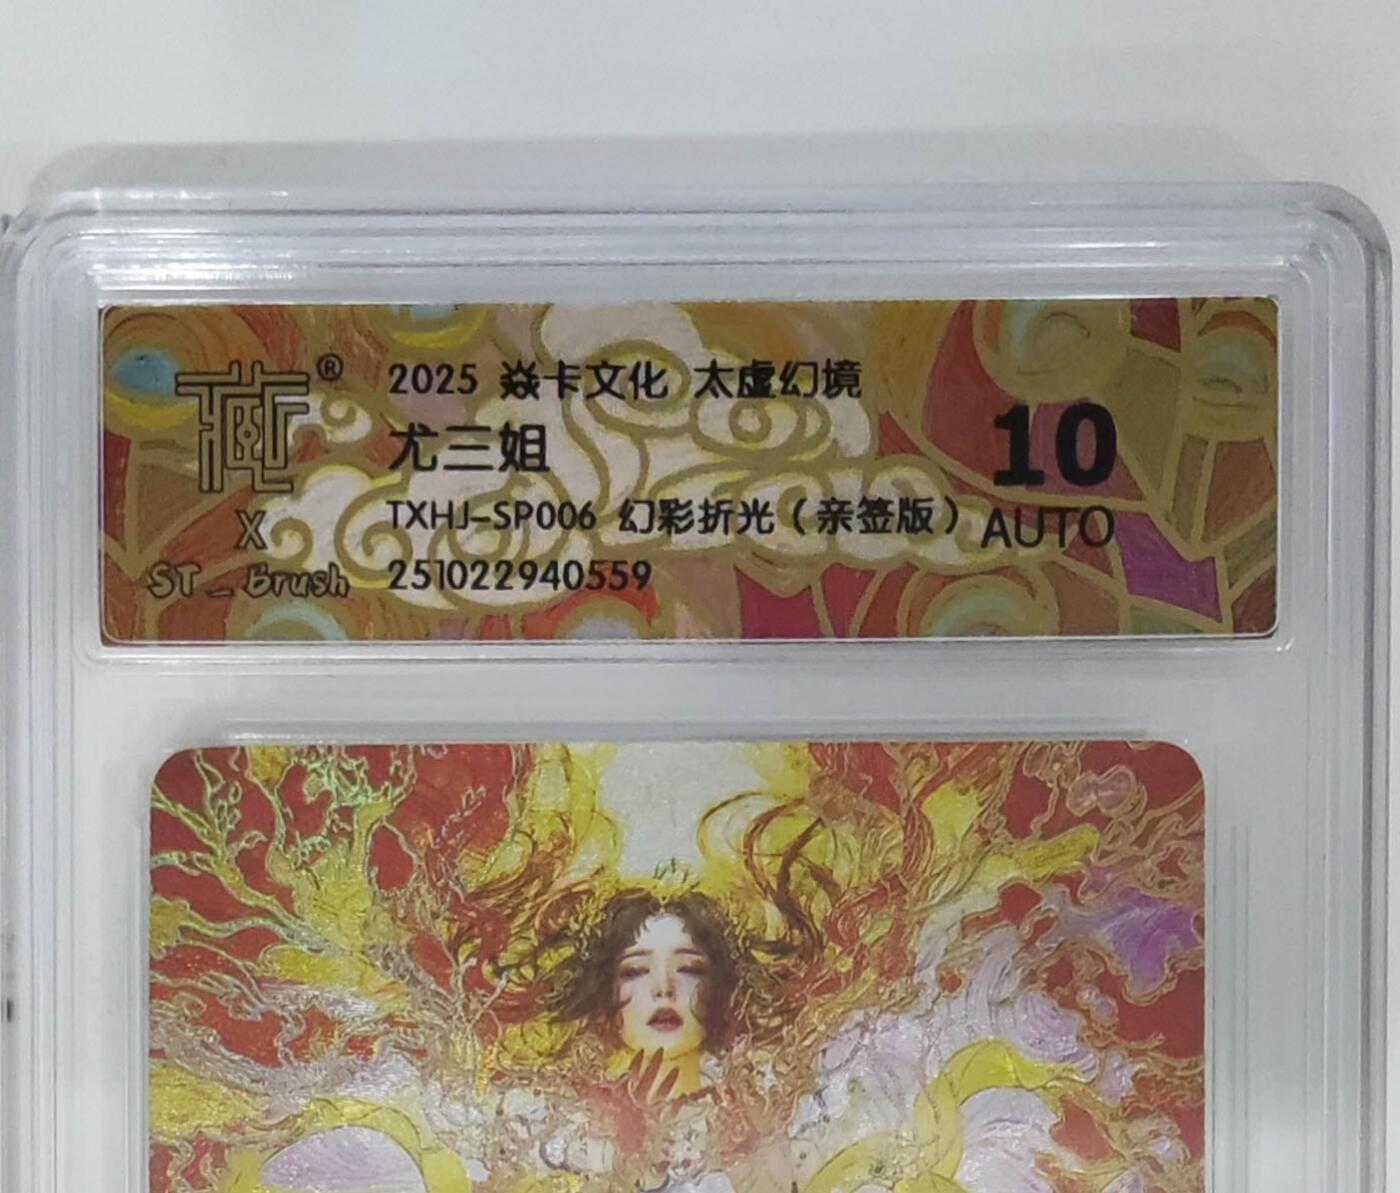 ®
2025 焱卡文化 太虚幻境
尤三姐
10
TXHJ-SP006 幻彩折光（亲签版）
AUTO
X
ST_Brush
251022940559